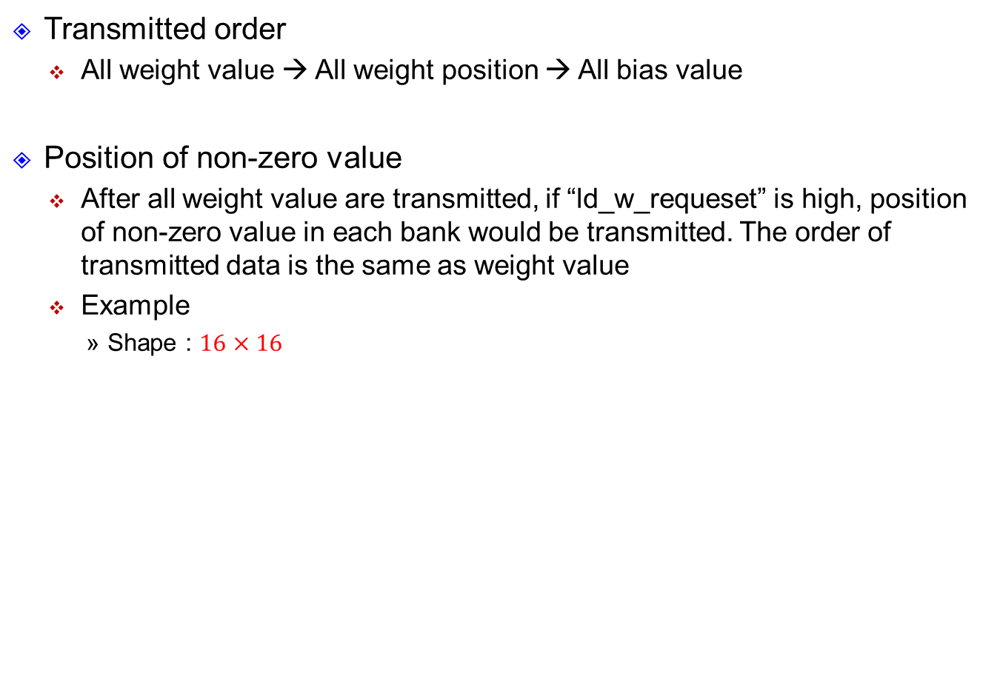 Transmitted order
All weight value → All weight position → All bias value
Position of non-zero value
After all weight value are transmitted, if “ld_w_requeset” is high, position
of non-zero value in each bank would be transmitted. The order of
transmitted data is the same as weight value
Example
» Shape : 16 × 16